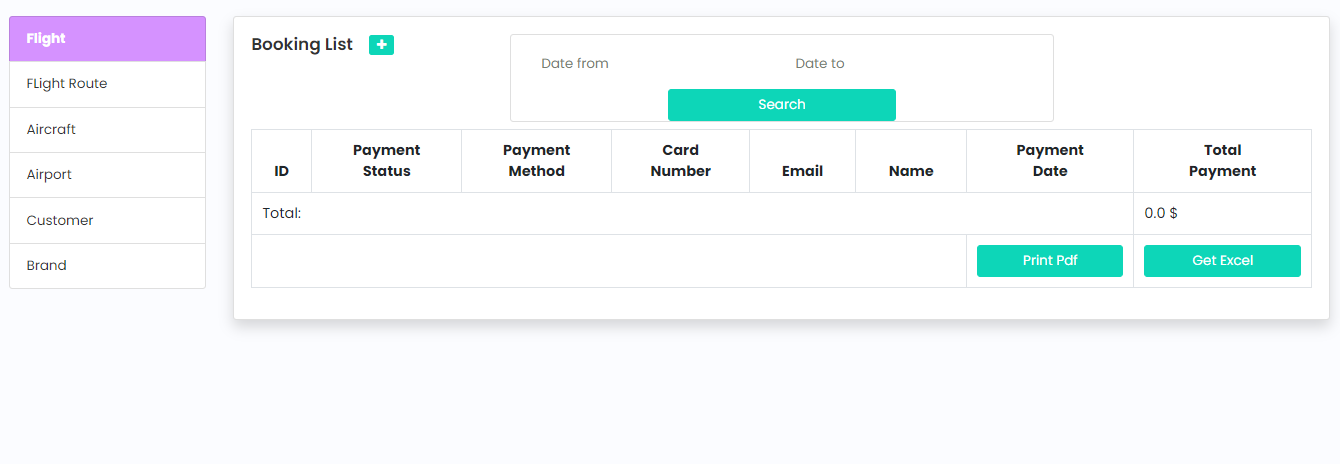 Flight
FLight Route
Aircraft
Airport
Customer
Brand
Booking List +
Date from Date to
Search
ID Payment Status Payment Method Card Number Email Name Payment Date Total Payment
Total: 0.0 $
Print Pdf Get Excel